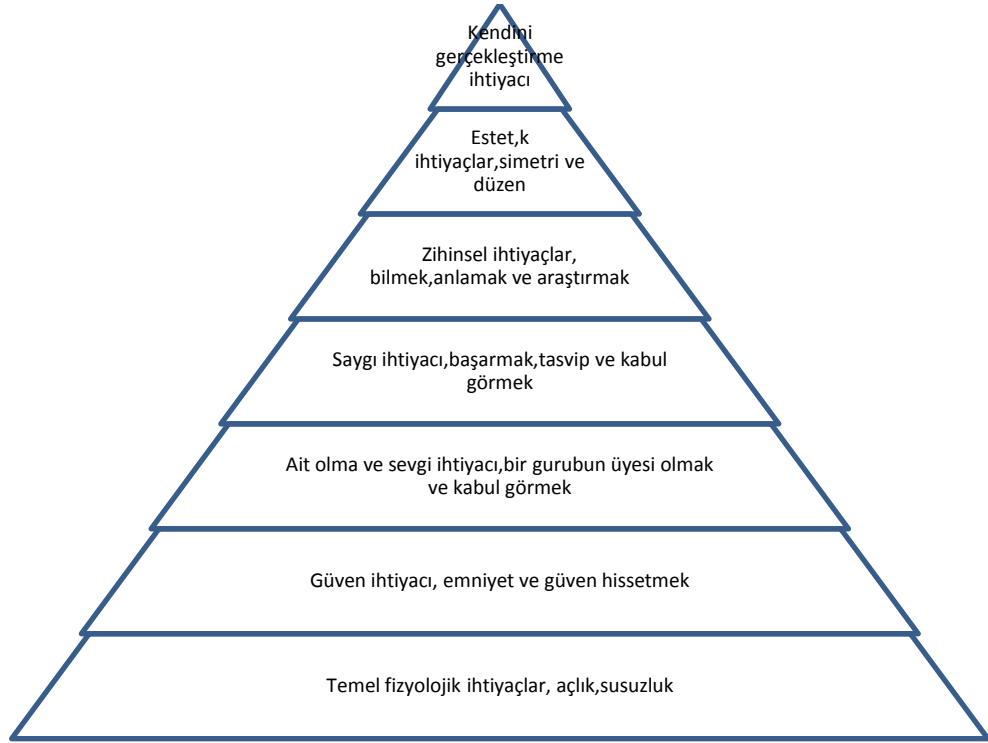 Kendini
gerçekleştirme
ihtiyacı
Estet,k
ihtiyaçlar,simetri ve
düzen
Zihinsel ihtiyaçlar,
bilmek,anlamak ve araştırmak
Saygı ihtiyacı,başarmak,tasvip ve kabul
görmek
Ait olma ve sevgi ihtiyacı,bir gurubun üyesi olmak
ve kabul görmek
Güven ihtiyacı, emniyet ve güven hissetmek
Temel fizyolojik ihtiyaçlar, açlık,susuzluk